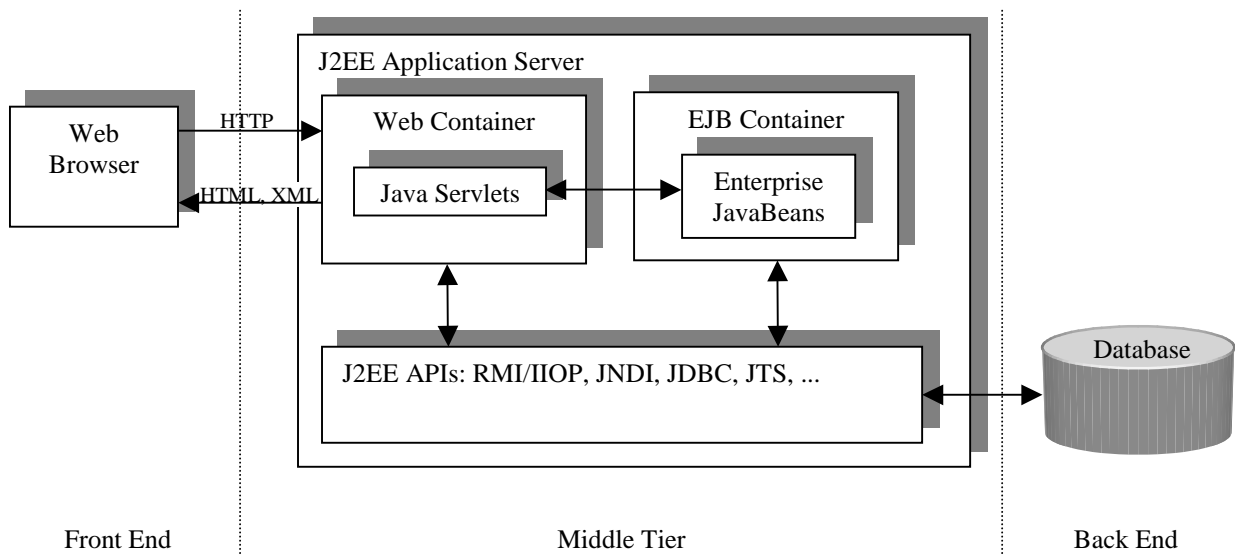 J2EE Application Server
Web
Browser
HTTP
HTML, XML
Web Container
Java Servlets
EJB Container
Enterprise
JavaBeans
J2EE APIs: RMI/IIOP, JNDI, JDBC, JTS, ...
Database
Front End
Middle Tier
Back End